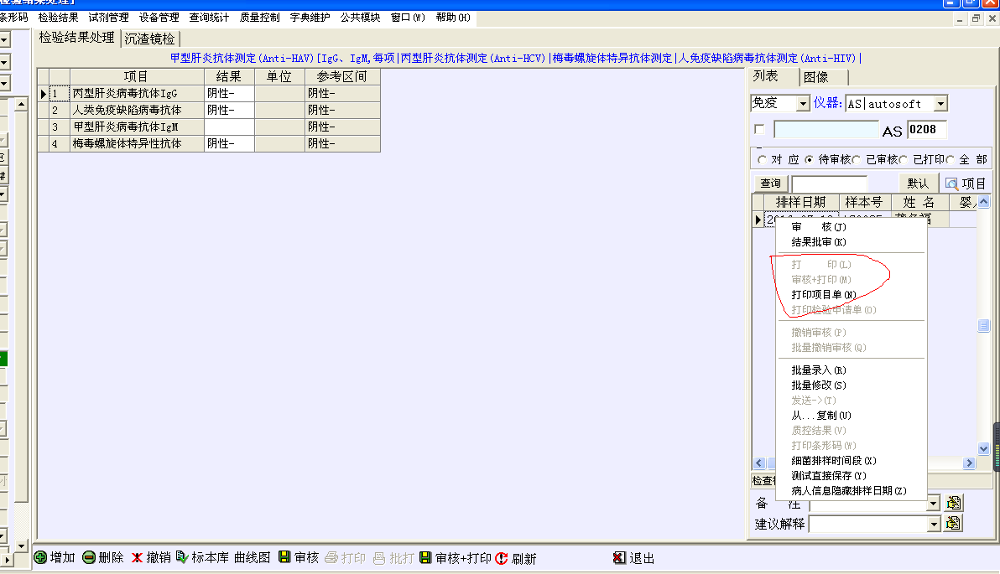 检验结果处理]
条形码 检验结果 试剂管理 设备管理 查询统计 质量控制 字典维护 公共模块 窗口(W) 帮助(H)
检验结果处理 沉渣镜检
甲型肝炎抗体测定(Anti-HAV)[IgG、IgM,每项|丙型肝炎抗体测定(Anti-HCV)|梅毒螺旋体特异抗体测定|人免疫缺陷病毒抗体测定(Anti-HIV)|
项目 结果 单位 参考区间
1 丙型肝炎病毒抗体IgG 阴性- 阴性-
2 人类免疫缺陷病毒抗体 阴性- 阴性-
3 甲型肝炎病毒抗体IgM 阴性-
4 梅毒螺旋体特异性抗体 阴性- 阴性-
列表 图像
免疫 仪器: AS|autosoft
AS 0208
对 应 待审核 已审核 已打印 全 部
查询 默认 项目
排样日期 样本号 姓 名 婴
审 核(J)
结果批审(K)
打 印(L)
审核+打印(M)
打印项目单(N)
打印检验申请单(O)
撤销审核(P)
批量撤销审核(Q)
批量录入(R)
批量修改(S)
发送->(T)
从...复制(U)
质控结果(V)
打印条形码(W)
细菌排样时间段(X)
测试直接保存(Y)
病人信息隐藏排样日期(Z)
检查
备 注
建议解释
增加 删除 撤销 标本库 曲线图 审核 打印 批打 审核+打印 刷新 退出